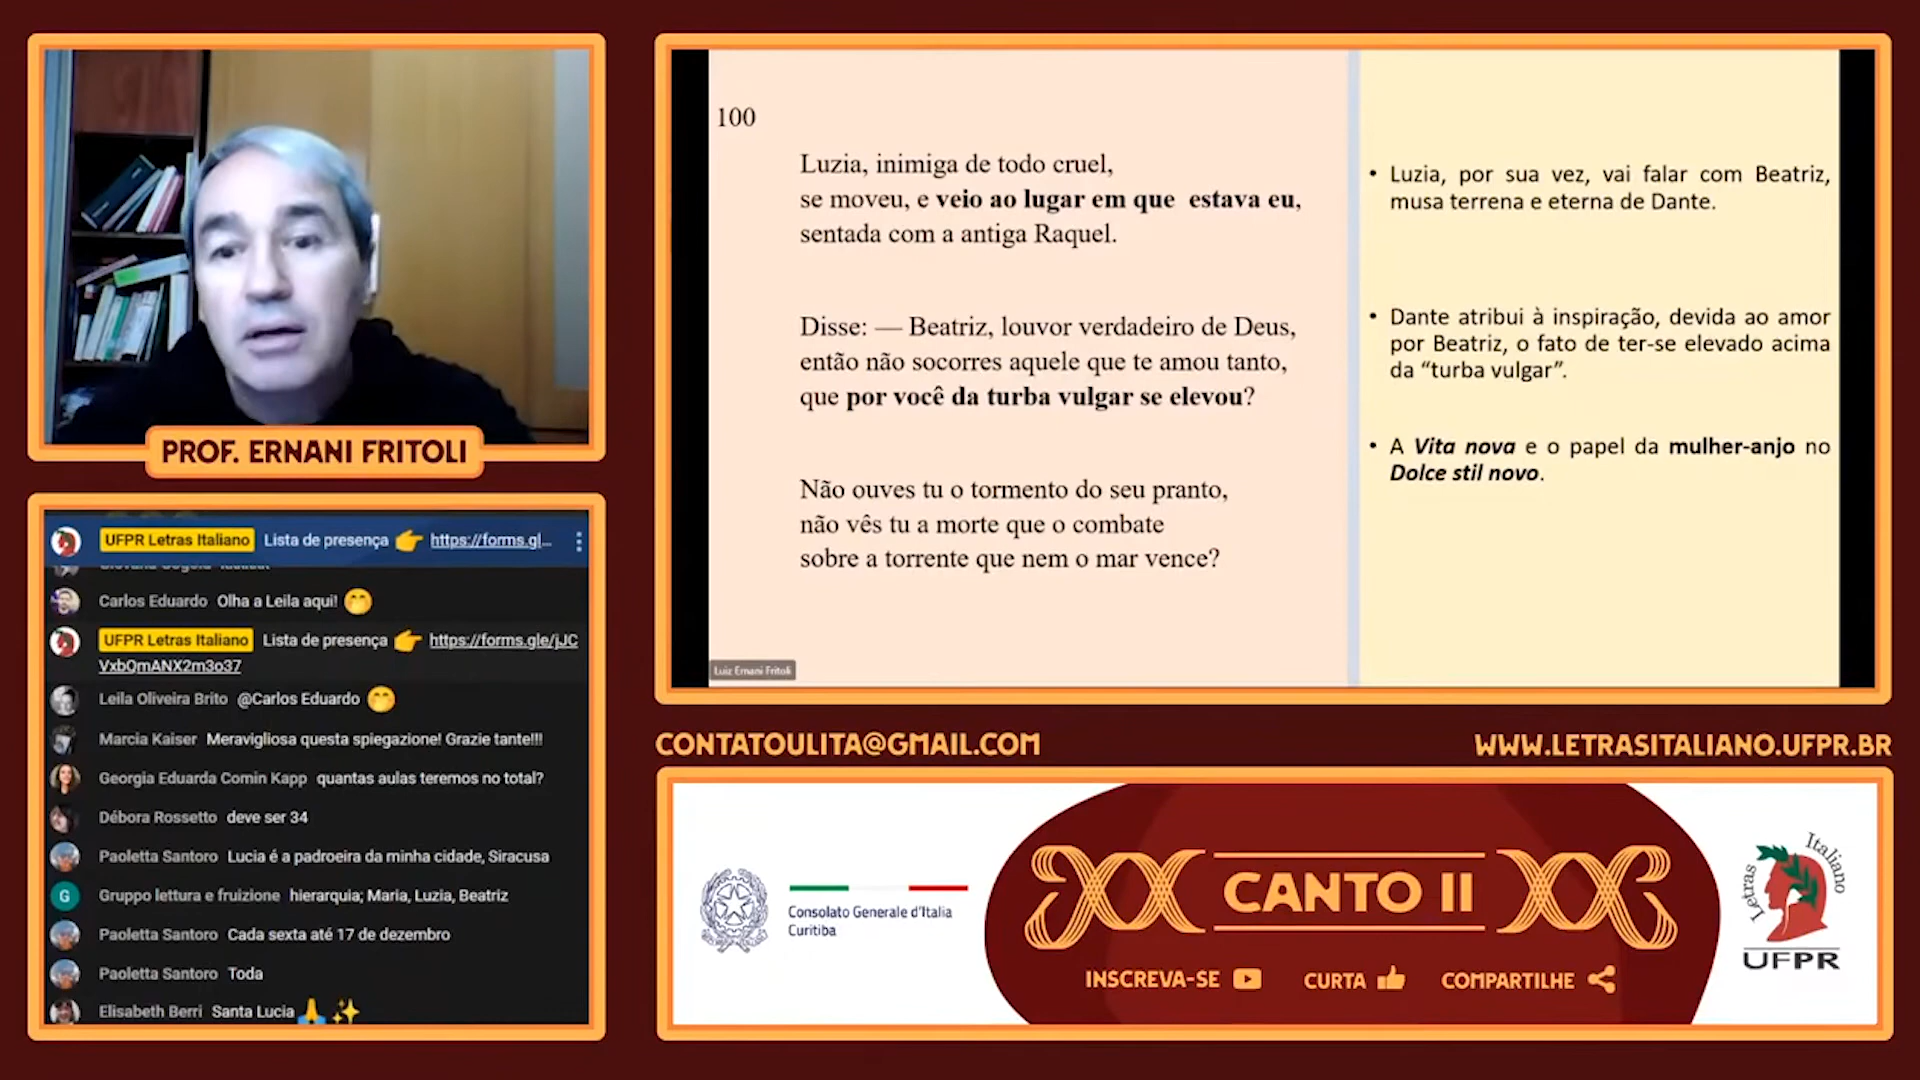 PROF. ERNANI FRITOLI
UFPR Letras Italiano Lista de presença 👉 https://forms.gl...
Carlos Eduardo Olha a Leila aqui! 🤭
UFPR Letras Italiano Lista de presença 👉 https://forms.gle/jJC
VxbQmANX2m3o37
Leila Oliveira Brito @Carlos Eduardo 🤭
Marcia Kaiser Meravigliosa questa spiegazione! Grazie tante!!!
Georgia Eduarda Comin Kapp quantas aulas teremos no total?
Débora Rossetto deve ser 34
Paoletta Santoro Lucia é a padroeira da minha cidade, Siracusa
G Gruppo lettura e fruizione hierarquia; Maria, Luzia, Beatriz
Paoletta Santoro Cada sexta até 17 de dezembro
Paoletta Santoro Toda
Elisabeth Berri Santa Lucia 🙏✨
100
Luzia, inimiga de todo cruel,
se moveu, e veio ao lugar em que estava eu,
sentada com a antiga Raquel.
Disse: — Beatriz, louvor verdadeiro de Deus,
então não socorres aquele que te amou tanto,
que por você da turba vulgar se elevou?
Não ouves tu o tormento do seu pranto,
não vês tu a morte que o combate
sobre a torrente que nem o mar vence?
Luiz Ernani Fritoli
• Luzia, por sua vez, vai falar com Beatriz,
musa terrena e eterna de Dante.
• Dante atribui à inspiração, devida ao amor
por Beatriz, o fato de ter-se elevado acima
da “turba vulgar”.
• A Vita nova e o papel da mulher-anjo no
Dolce stil novo.
CONTATOULITA@GMAIL.COM
WWW.LETRASITALIANO.UFPR.BR
Consolato Generale d'Italia
Curitiba
CANTO II
INSCREVA-SE
CURTA
COMPARTILHE
Letras Italiano
UFPR